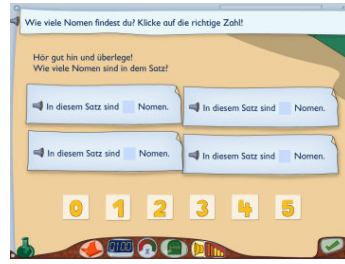 Wie viele Nomen findest du? Klicke auf die richtige Zahl!
Hör gut hin und überlege!
Wie viele Nomen sind in dem Satz?
In diesem Satz sind Nomen.
In diesem Satz sind Nomen.
In diesem Satz sind Nomen.
In diesem Satz sind Nomen.
0 1 2 3 4 5